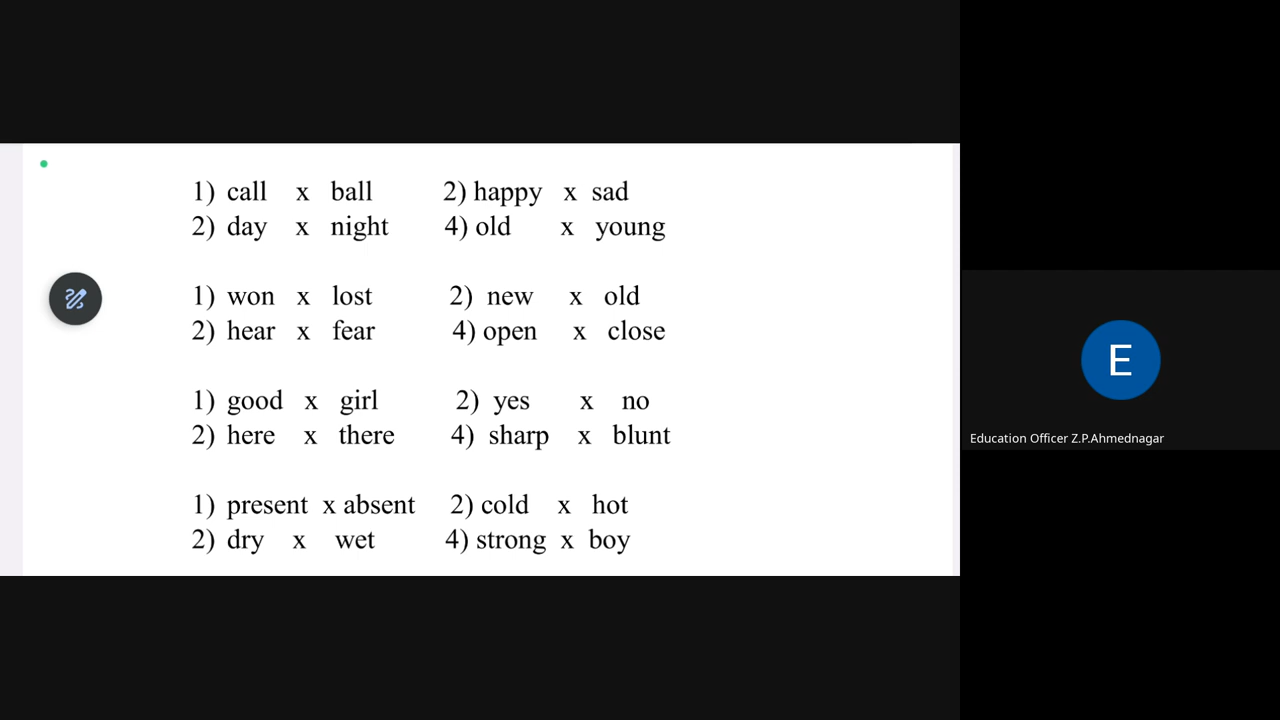 1) call x ball 2) happy x sad
2) day x night 4) old x young
1) won x lost 2) new x old
2) hear x fear 4) open x close
1) good x girl 2) yes x no
2) here x there 4) sharp x blunt
1) present x absent 2) cold x hot
2) dry x wet 4) strong x boy
E
Education Officer Z.P.Ahmednagar